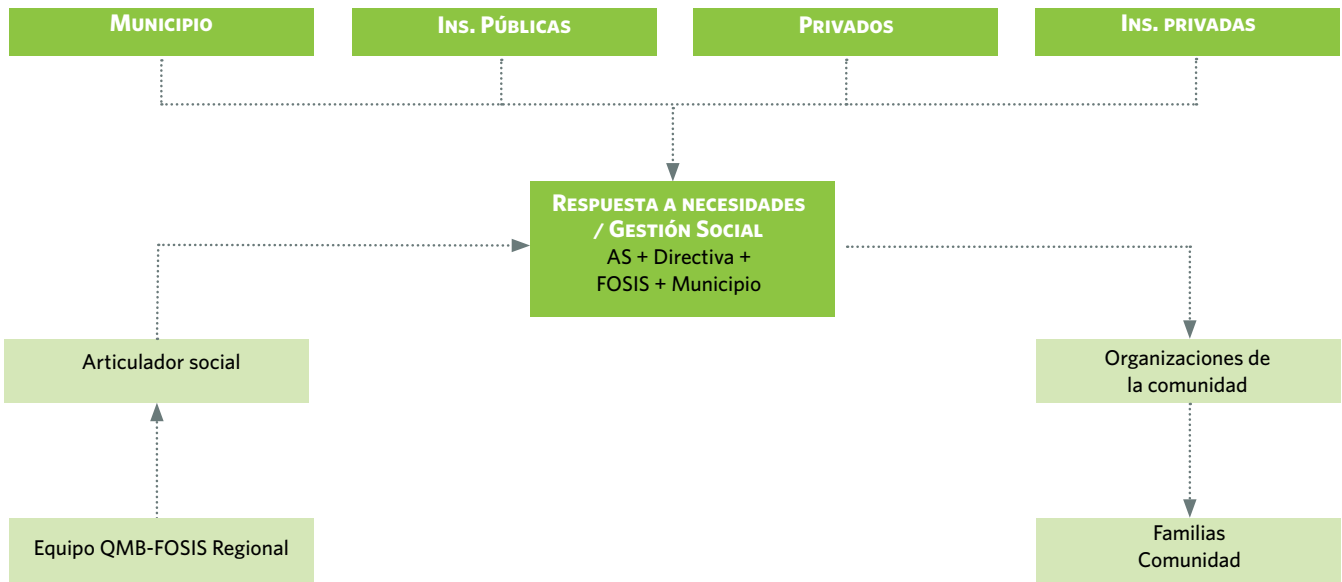 MUNICIPIO
INS. PÚBLICAS
PRIVADOS
INS. PRIVADAS
RESPUESTA A NECESIDADES
/ GESTIÓN SOCIAL
AS + Directiva +
FOSIS + Municipio
Articulador social
Organizaciones de
la comunidad
Equipo QMB-FOSIS Regional
Familias
Comunidad